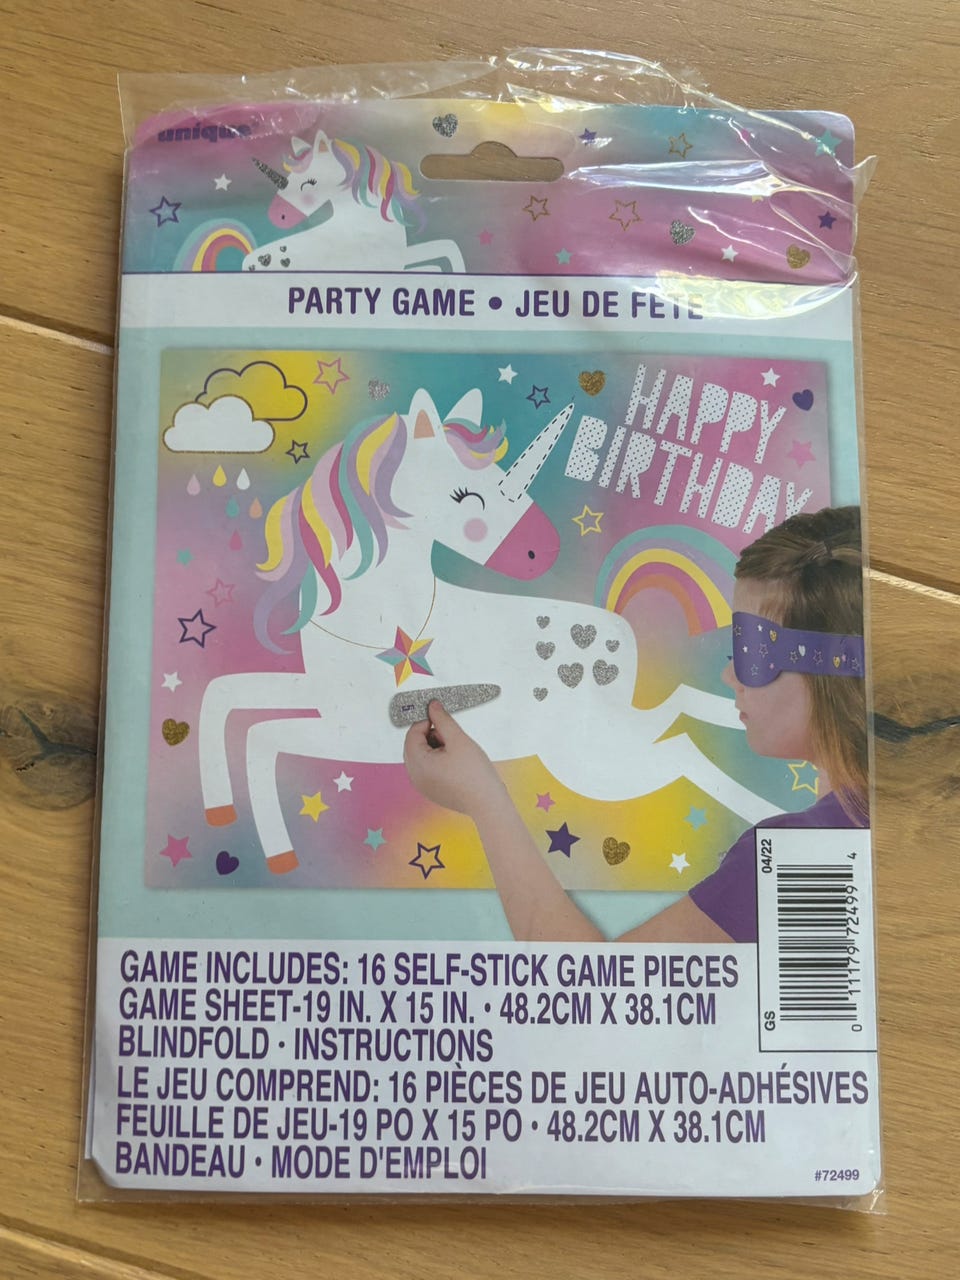 PARTY GAME • JEU DE FÊTE
HAPPY
BIRTHDAY
04/22
GS
0 11179 72499 4
GAME INCLUDES: 16 SELF-STICK GAME PIECES
GAME SHEET-19 IN. X 15 IN. • 48.2CM X 38.1CM
BLINDFOLD • INSTRUCTIONS
LE JEU COMPREND: 16 PIÈCES DE JEU AUTO-ADHÉSIVES
FEUILLE DE JEU-19 PO X 15 PO • 48.2CM X 38.1CM
BANDEAU • MODE D'EMPLOI
#72499